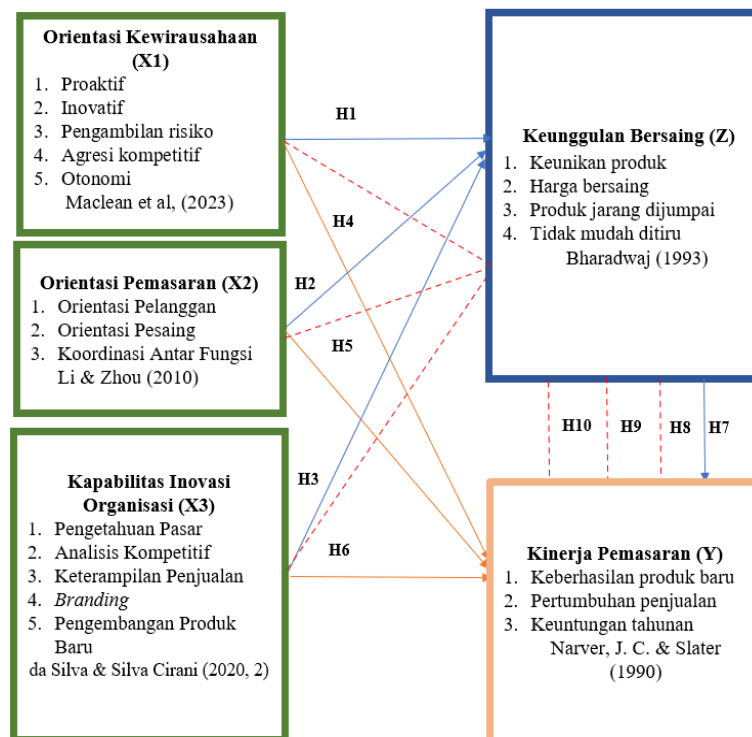 Orientasi Kewirausahaan
(X1)
1. Proaktif
2. Inovatif
3. Pengambilan risiko
4. Agresi kompetitif
5. Otonomi
Maclean et al, (2023)
Orientasi Pemasaran (X2)
1. Orientasi Pelanggan
2. Orientasi Pesaing
3. Koordinasi Antar Fungsi
Li & Zhou (2010)
Kapabilitas Inovasi
Organisasi (X3)
1. Pengetahuan Pasar
2. Analisis Kompetitif
3. Keterampilan Penjualan
4. Branding
5. Pengembangan Produk
Baru
da Silva & Silva Cirani (2020, 2)
H1
H4
H2
H5
H3
H6
Keunggulan Bersaing (Z)
1. Keunikan produk
2. Harga bersaing
3. Produk jarang dijumpai
4. Tidak mudah ditiru
Bharadwaj (1993)
H10
H9
H8
H7
Kinerja Pemasaran (Y)
1. Keberhasilan produk baru
2. Pertumbuhan penjualan
3. Keuntungan tahunan
Narver, J. C. & Slater
(1990)